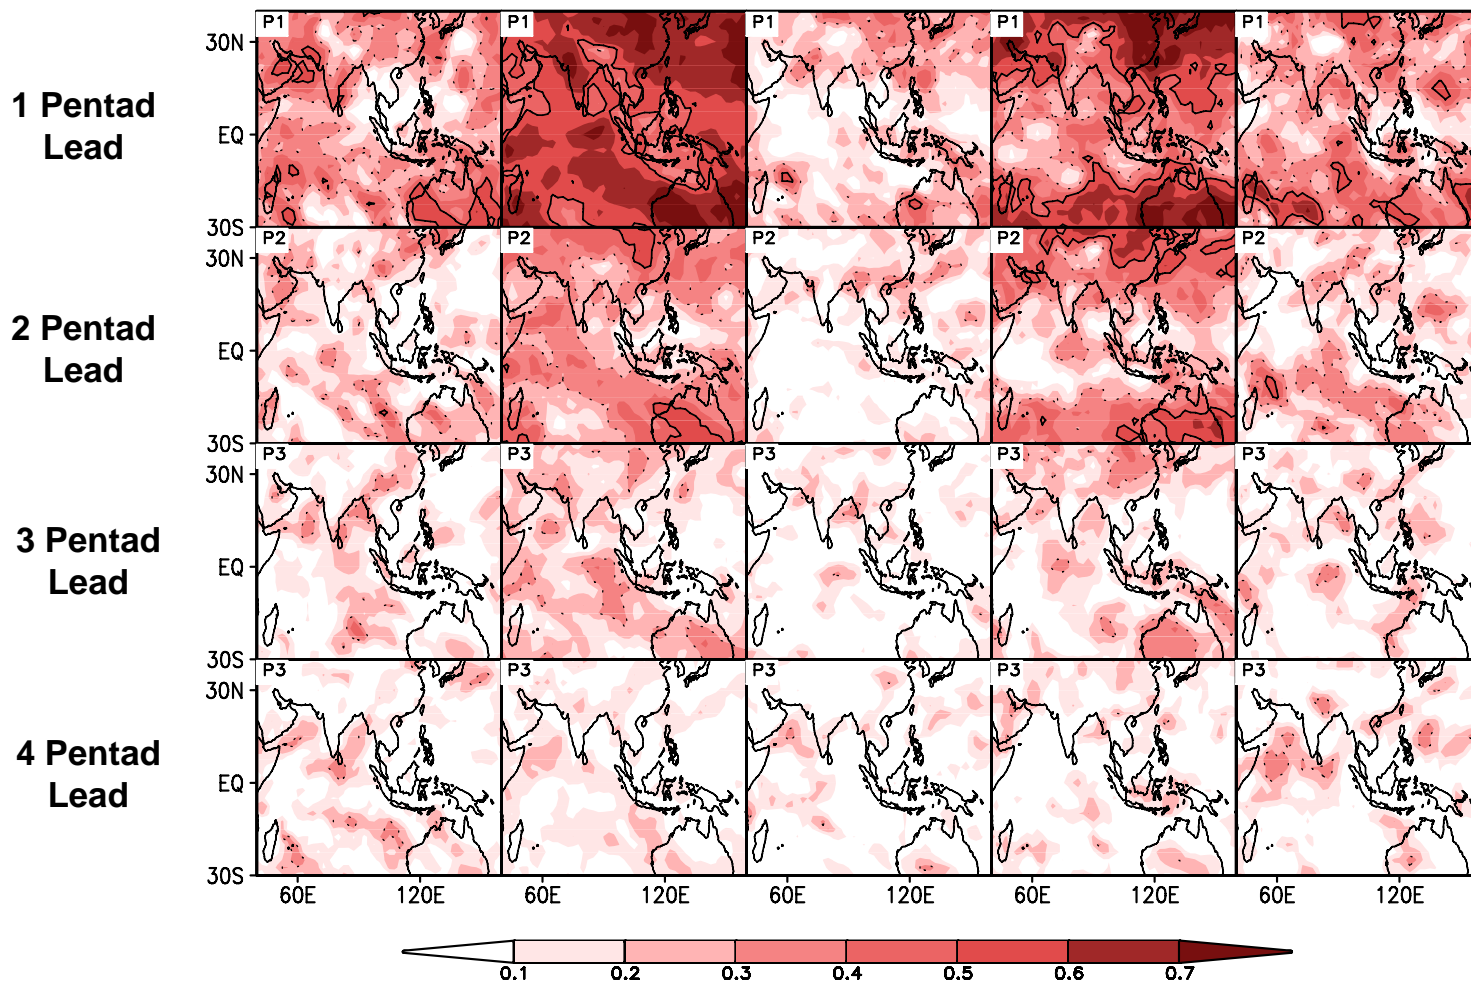 P1 P1 P1 P1 P1
30N
1 Pentad
Lead
EQ
30S
P2 P2 P2 P2 P2
30N
2 Pentad
Lead
EQ
30S
P3 P3 P3 P3 P3
30N
3 Pentad
Lead
EQ
30S
P3 P3 P3 P3 P3
30N
4 Pentad
Lead
EQ
30S
60E 120E 60E 120E 60E 120E 60E 120E 60E 120E
0.1 0.2 0.3 0.4 0.5 0.6 0.7